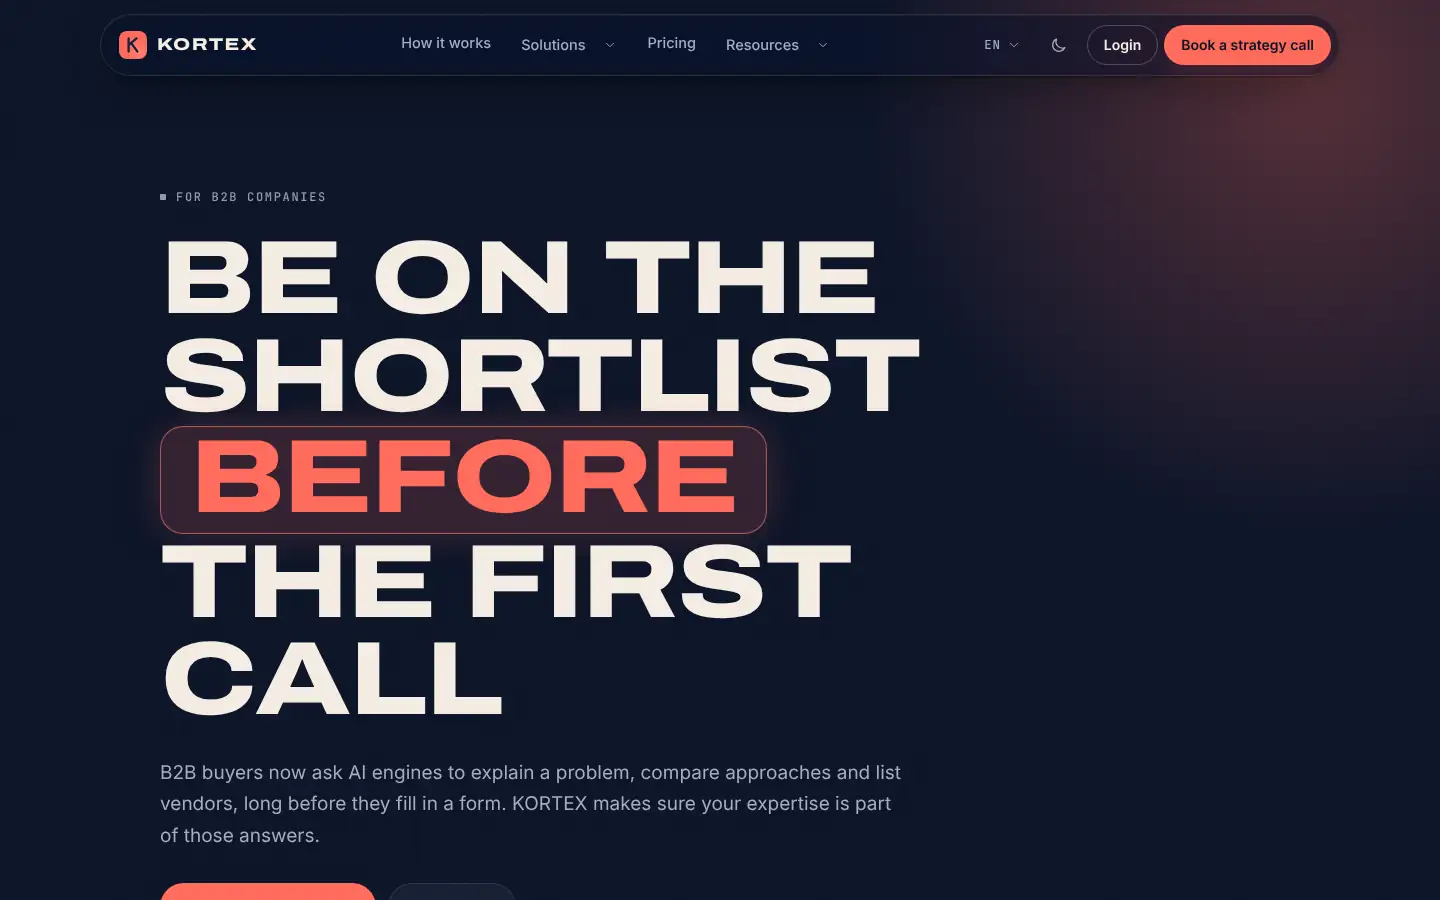 KORTEX
How it works
Solutions
Pricing
Resources
EN
Login
Book a strategy call
FOR B2B COMPANIES
BE ON THE
SHORTLIST
BEFORE
THE FIRST
CALL
B2B buyers now ask AI engines to explain a problem, compare approaches and list
vendors, long before they fill in a form. KORTEX makes sure your expertise is part
of those answers.